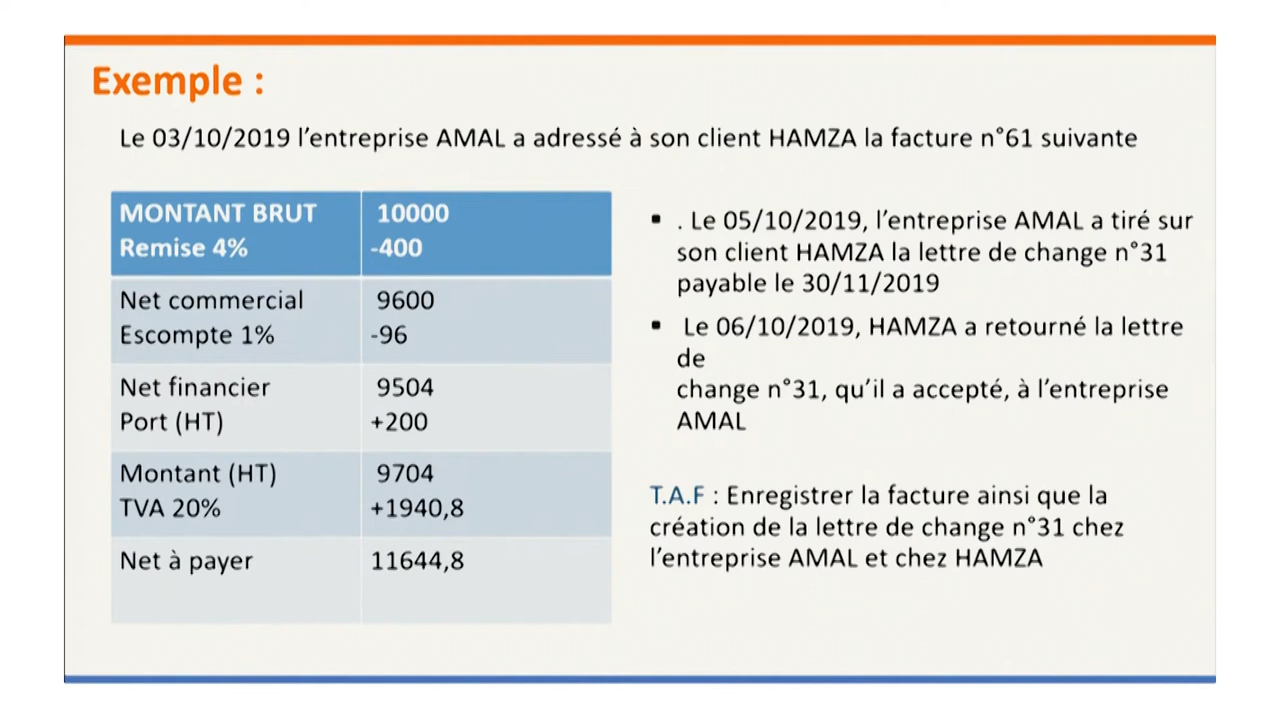 Exemple :
Le 03/10/2019 l’entreprise AMAL a adressé à son client HAMZA la facture n°61 suivante
MONTANT BRUT 10000
Remise 4% -400
Net commercial 9600
Escompte 1% -96
Net financier 9504
Port (HT) +200
Montant (HT) 9704
TVA 20% +1940,8
Net à payer 11644,8
▪ . Le 05/10/2019, l’entreprise AMAL a tiré sur
son client HAMZA la lettre de change n°31
payable le 30/11/2019
▪ Le 06/10/2019, HAMZA a retourné la lettre
de
change n°31, qu’il a accepté, à l’entreprise
AMAL
T.A.F : Enregistrer la facture ainsi que la
création de la lettre de change n°31 chez
l’entreprise AMAL et chez HAMZA